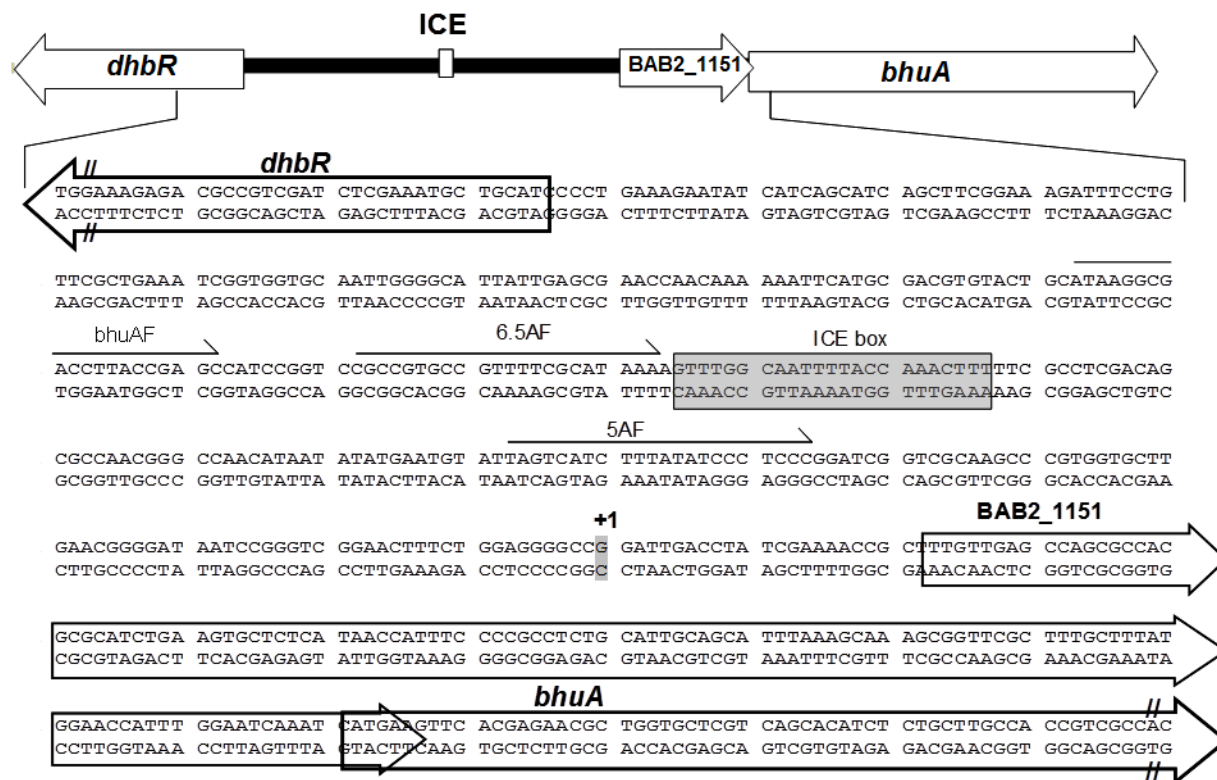 ICE
dhbR BAB2_1151 bhuA
// dhbR
TGGAAAGAGA CGCCGTCGAT CTCGAAATGC TGCATCCCCT GAAAGAATAT CATCAGCATC AGCTTCGGAA AGATTTCCTG
ACCTTTCTCT GCGGCAGCTA GAGCTTTACG ACGTAGGGGA CTTTCTTATA GTAGTCGTAG TCGAAGCCTT TCTAAAGGAC
//
TTCGCTGAAA TCGGTGGTGC AATTGGGGCA TTATTGAGCG AACCAACAAA AAATTCATGC GACGTGTACT GCATAAGGCG
AAGCGACTTT AGCCACCACG TTAACCCCGT AATAACTCGC TTGGTTGTTT TTTAAGTACG CTGCACATGA CGTATTCCGC
bhuAF 6.5AF ICE box
ACCTTACCGA GCCATCCGGTC CGCCGTGCCG GTTTTCGCAT AAAAGTTTGG CAATTTTACC AAACTTTTTC GCCTCGACAG
TGGAATGGCT CGGTAGGCCA GGCGGCACGG CAAAAGCGTA TTTTCAAACC GTTAAAATGG TTTGAAAAAG CGGAGCTGTC
5AF
CGCCAACGGG CCAACATAAT ATATGAATGT ATTAGTCATC TTTATATCCC TCCCGGATCG GTCGCAAGCC CGTGGTGCTT
GCGGTTGCCC GGTTGTATTA TATACTTACA TAATCAGTAG AAATATAGGG AGGGCCTAGC CAGCGTTCGG GCACCACGAA
+1 BAB2_1151
GAACGGGGAT AATCCGGGTC GGAACTTTCT GGAGGGGCCG GATTGACCTA TCGAAAACCGC TTTGTTGAG CCAGCGCCAC
CTTGCCCCTA TTAGGCCCAG CCTTGAAAGA CCTCCCCGGC CTAACTGGAT AGCTTTTGGC GAAACAACTC GGTCGCGGTG
GCGCATCTGA AGTGCTCTCA TAACCATTTC CCCGCCTCTG CATTGCAGCA TTTAAAGCAA AGCGGTTCGC TTTGCTTTAT
CGCGTAGACT TCACGAGAGT ATTGGTAAAG GGGCGGAGAC GTAACGTCGT AAATTTCGTT TCGCCAAGCG AAACGAAATA
bhuA //
GGAACCATTT GGAATCAAAT CATGAAGTTC ACGAGAACGC TGGTGCTCGT CAGCACATCT CTGCTTGCCA CCGTCGCCAC
CCTTGGTAAA CCTTAGTTTA GTACTTCAAG TGCTCTTGCG ACCACGAGCA GTCGTGTAGA GACGAACGGT GGCAGCGGTG
//